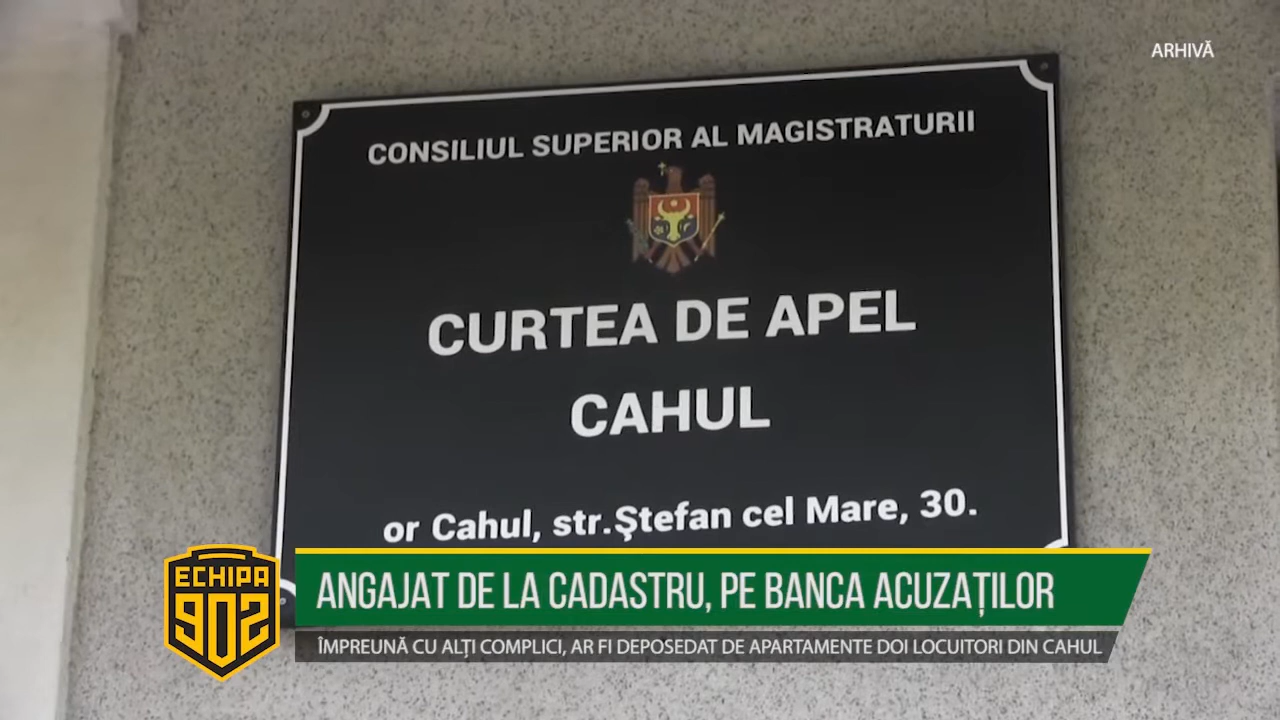 ARHIVĂ
CONSILIUL SUPERIOR AL MAGISTRATURII
CURTEA DE APEL
CAHUL
or Cahul, str.Ştefan cel Mare, 30.
ECHIPA
902
ANGAJAT DE LA CADASTRU, PE BANCA ACUZAȚILOR
ÎMPREUNĂ CU ALȚI COMPLICI, AR FI DEPOSEDAT DE APARTAMENTE DOI LOCUITORI DIN CAHUL